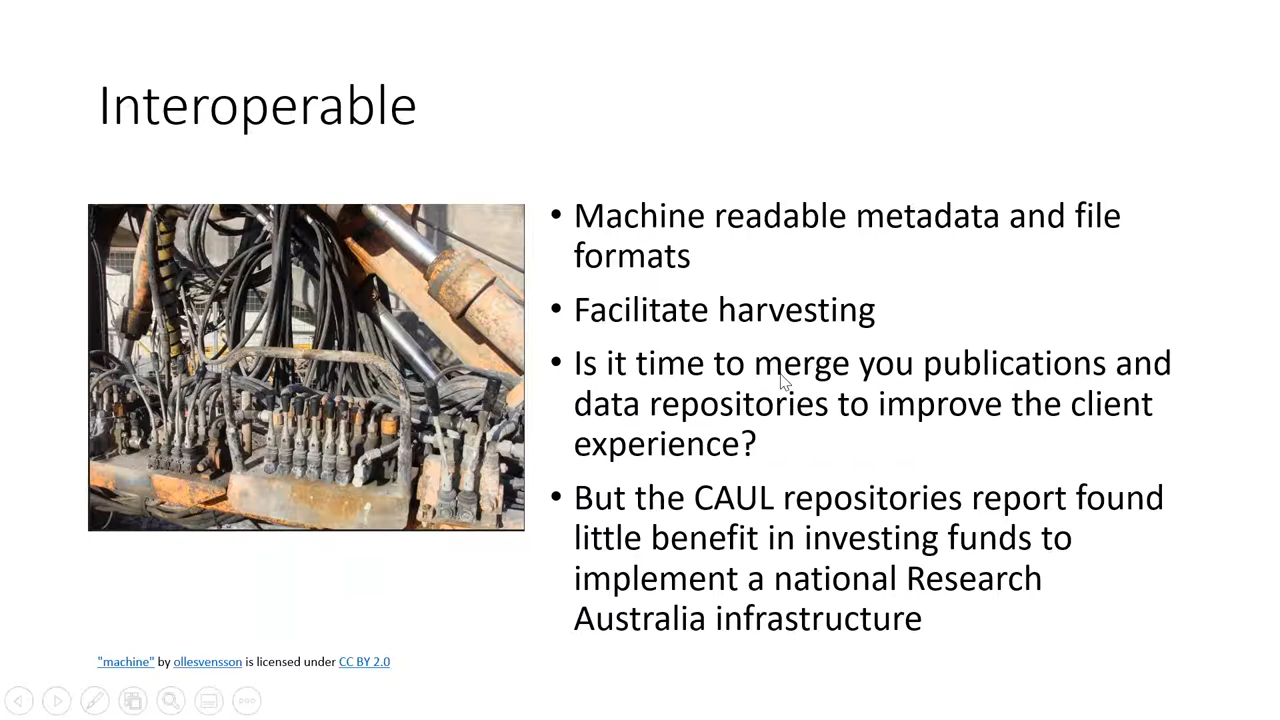 Interoperable
• Machine readable metadata and file
formats
• Facilitate harvesting
• Is it time to merge you publications and
data repositories to improve the client
experience?
• But the CAUL repositories report found
little benefit in investing funds to
implement a national Research
Australia infrastructure
"machine" by ollesvensson is licensed under CC BY 2.0